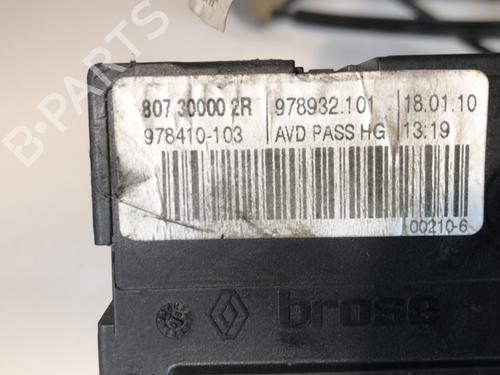 807 30000 2R 978932.101 18.01.10
978410-103 AVD PASS HG 13:19
00210-6
brose
B-PARTS